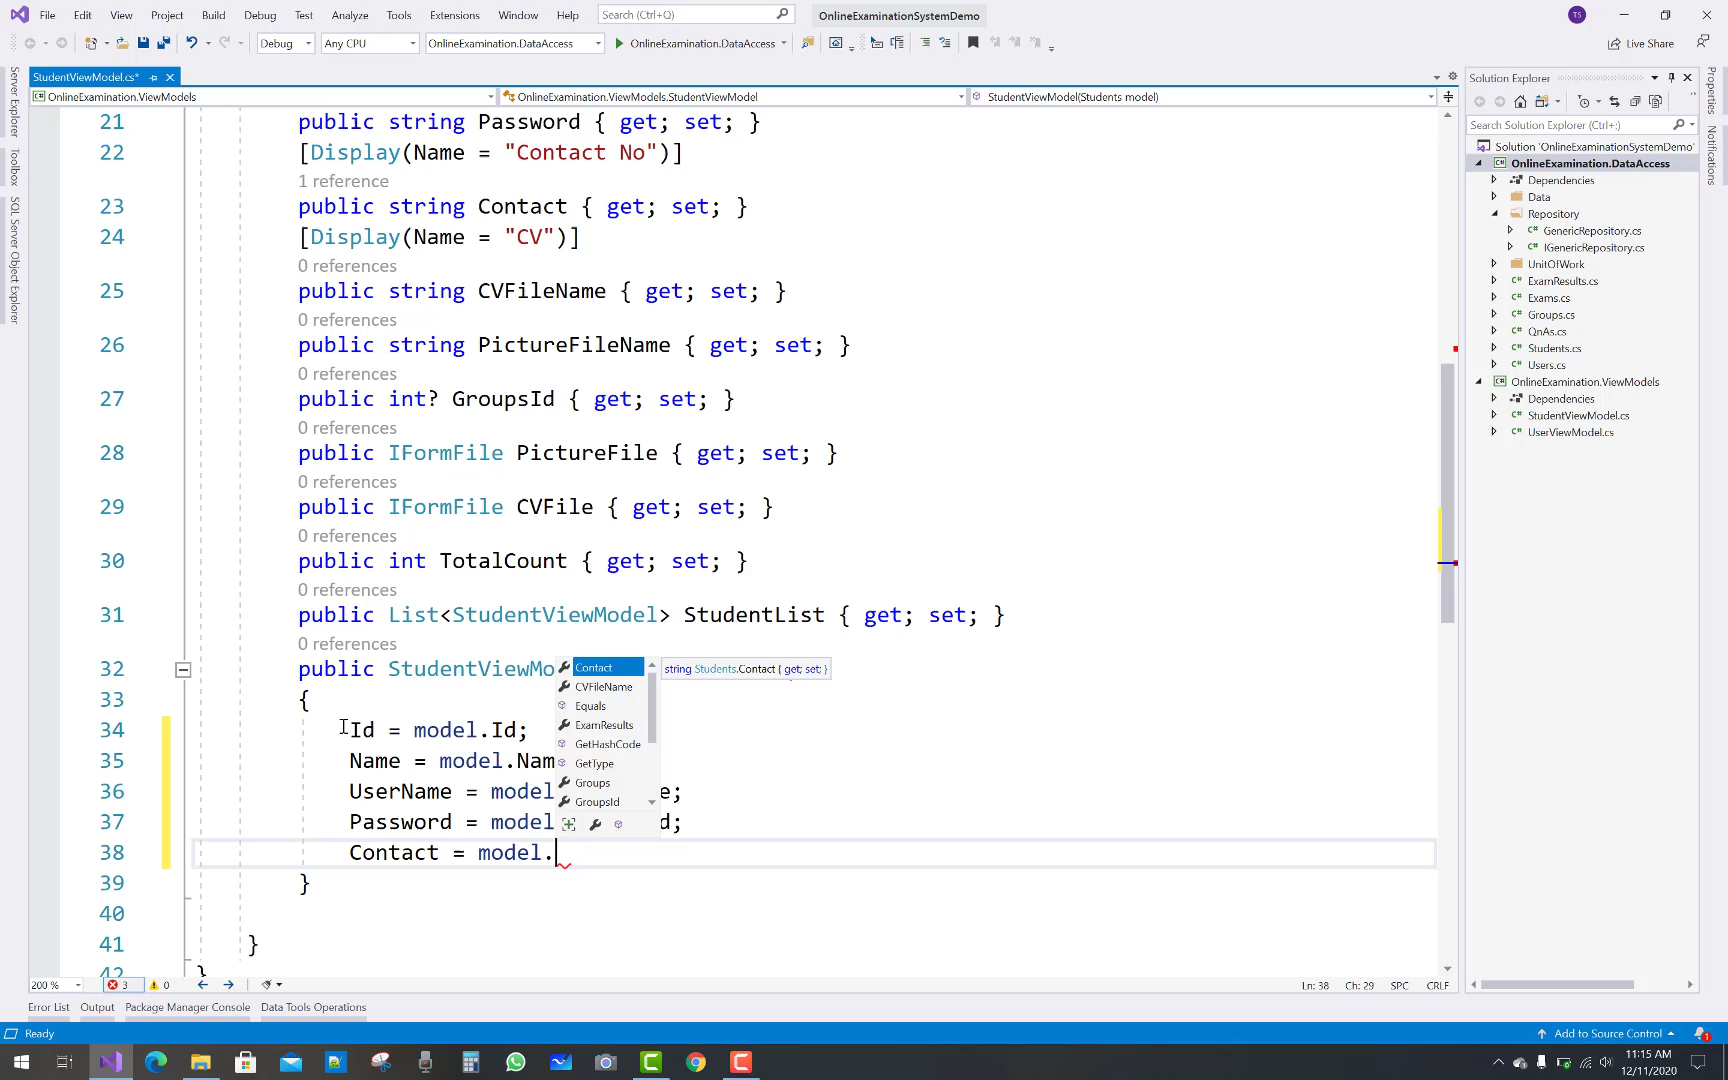 File Edit View Project Build Debug Test Analyze Tools Extensions Window Help Search (Ctrl+Q) OnlineExaminationSystemDemo TS
Debug Any CPU OnlineExamination.DataAccess OnlineExamination.DataAccess Live Share
StudentViewModel.cs*
OnlineExamination.ViewModels OnlineExamination.ViewModels.StudentViewModel StudentViewModel(Students model)
Server Explorer
Toolbox
SQL Server Object Explorer
21 public string Password { get; set; }
22 [Display(Name = "Contact No")]
1 reference
23 public string Contact { get; set; }
24 [Display(Name = "CV")]
0 references
25 public string CVFileName { get; set; }
0 references
26 public string PictureFileName { get; set; }
0 references
27 public int? GroupsId { get; set; }
0 references
28 public IFormFile PictureFile { get; set; }
0 references
29 public IFormFile CVFile { get; set; }
0 references
30 public int TotalCount { get; set; }
0 references
31 public List<StudentViewModel> StudentList { get; set; }
0 references
32 public StudentViewMo
33 {
34 Id = model.Id;
35 Name = model.Nam
36 UserName = model e;
37 Password = model d;
38 Contact = model.
39 }
40
41 }
42 }
Contact
CVFileName
Equals
ExamResults
GetHashCode
GetType
Groups
GroupsId
string Students.Contact { get; set; }
Solution Explorer
Search Solution Explorer (Ctrl+;)
Solution 'OnlineExaminationSystemDemo'
OnlineExamination.DataAccess
Dependencies
Data
Repository
C# GenericRepository.cs
C# IGenericRepository.cs
UnitOfWork
C# ExamResults.cs
C# Exams.cs
C# Groups.cs
C# QnAs.cs
C# Students.cs
C# Users.cs
OnlineExamination.ViewModels
Dependencies
C# StudentViewModel.cs
C# UserViewModel.cs
Properties
Notifications
200 % 3 0 Ln: 38 Ch: 29 SPC CRLF
Error List Output Package Manager Console Data Tools Operations
Ready Add to Source Control 1
11:15 AM
12/11/2020